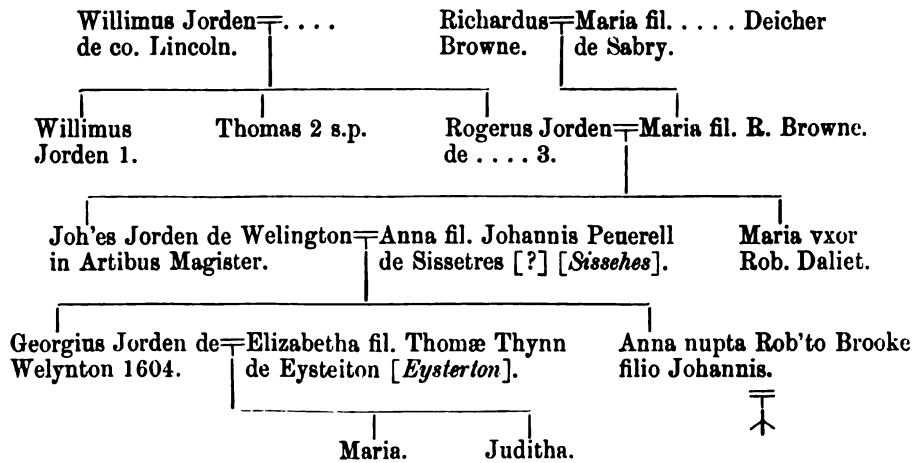 Willimus Jorden . . . . Richardus Maria fil. . . . . . Deicher
de co. Lincoln. Browne. de Sabry.
Willimus Thomas 2 s.p. Rogerus Jorden Maria fil. R. Browne.
Jorden 1. de . . . . 3.
Joh'es Jorden de Welington Anna fil. Johannis Peuerell Maria vxor
in Artibus Magister. de Sissetres [?] [Sissehes]. Rob. Daliet.
Georgius Jorden de Elizabetha fil. Thomæ Thynn Anna nupta Rob'to Brooke
Welynton 1604. de Eysteiton [Eysterton]. filio Johannis.
Maria. Juditha.